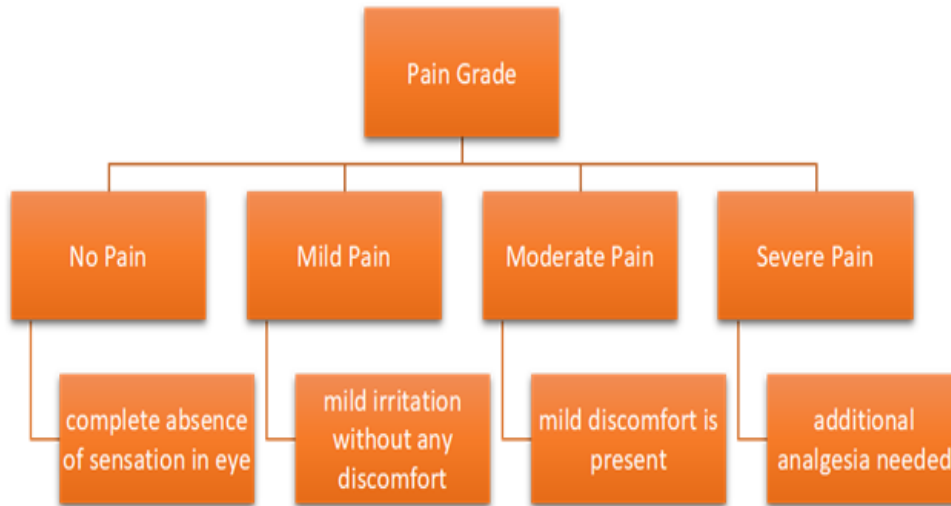 Pain Grade
No Pain
Mild Pain
Moderate Pain
Severe Pain
complete absence
of sensation in eye
mild irritation
without any
discomfort
mild discomfort is
present
additional
analgesia needed